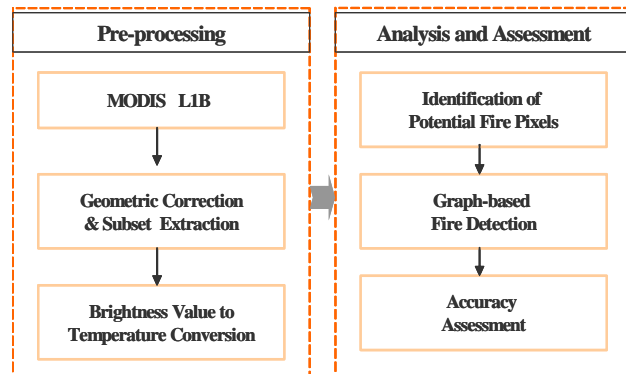 Pre-processing
MODIS L1B
Geometric Correction
& Subset Extraction
Brightness Value to
Temperature Conversion
Analysis and Assessment
Identification of
Potential Fire Pixels
Graph-based
Fire Detection
Accuracy
Assessment